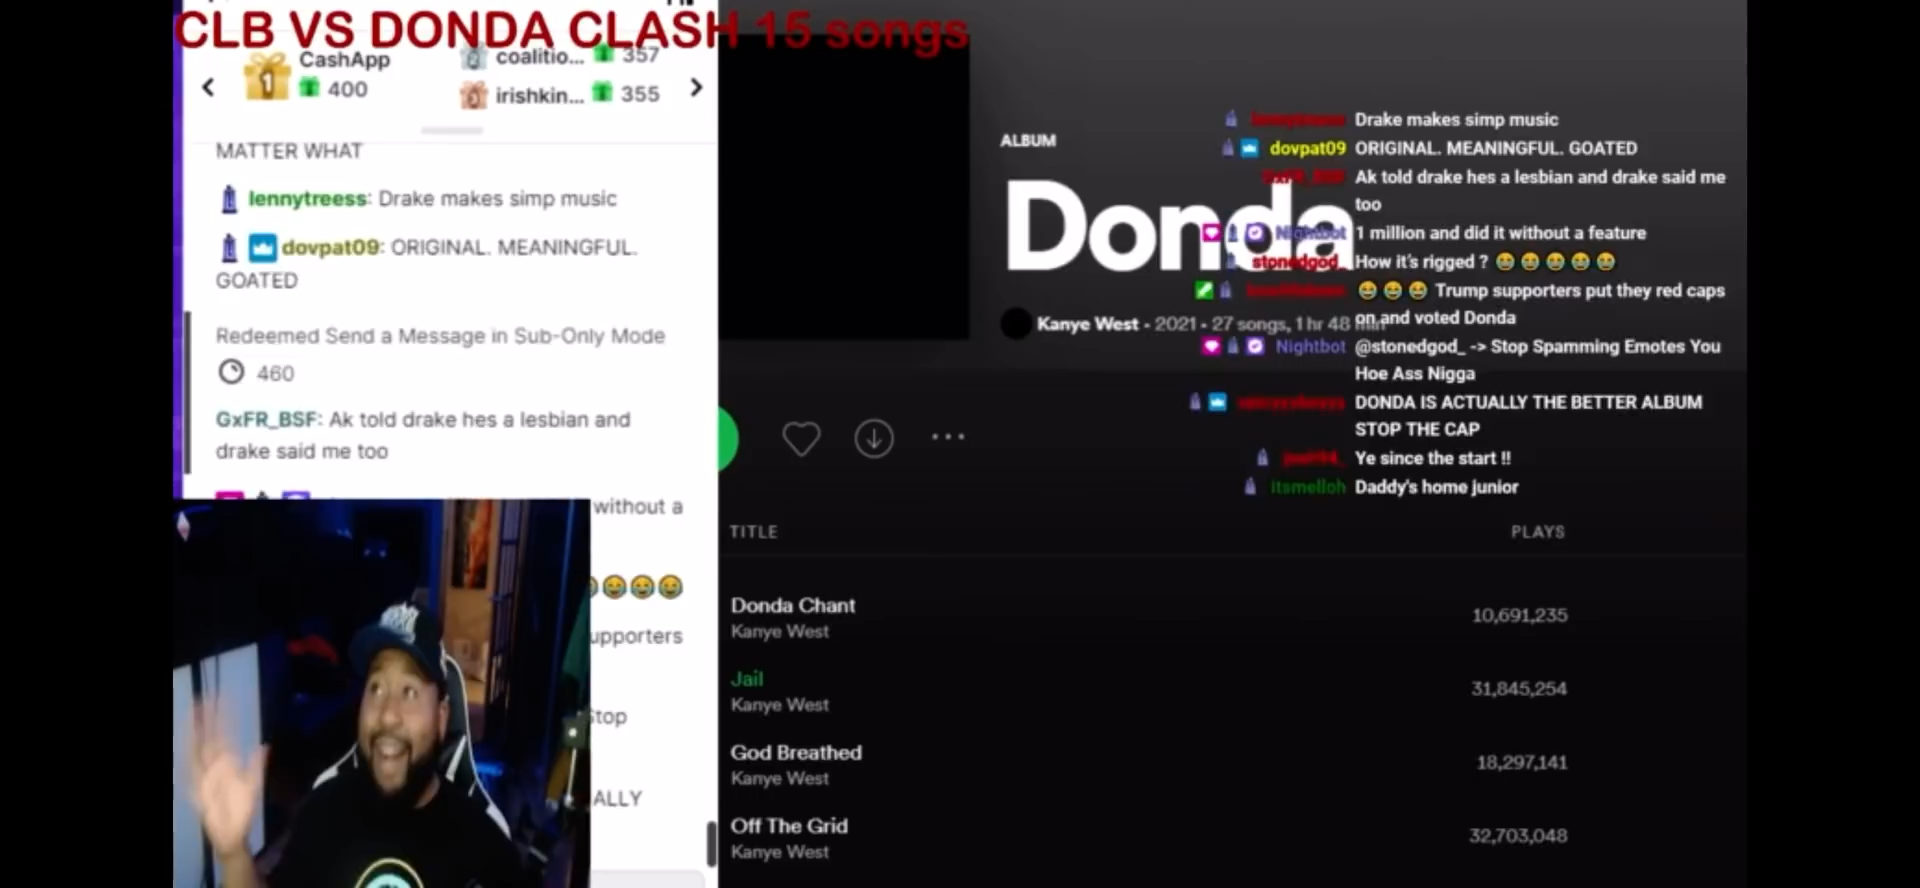 CLB VS DONDA CLASH 15 songs
CashApp
400
coalitio... 357
irishkin... 355
MATTER WHAT
lennytreess: Drake makes simp music
dovpat09: ORIGINAL. MEANINGFUL.
GOATED
Redeemed Send a Message in Sub-Only Mode
460
GxFR_BSF: Ak told drake hes a lesbian and
drake said me too
without a
upporters
Stop
ALLY
ALBUM
Donda
Kanye West • 2021 • 27 songs, 1 hr 48 min
lennytreess Drake makes simp music
dovpat09 ORIGINAL. MEANINGFUL. GOATED
GxFR_BSF Ak told drake hes a lesbian and drake said me
too
Nightbot 1 million and did it without a feature
stonedgod_ How it's rigged ? 😂 😂 😂 😂 😂
😂 😂 😂 Trump supporters put they red caps
on and voted Donda
Nightbot @stonedgod_ -> Stop Spamming Emotes You
Hoe Ass Nigga
DONDA IS ACTUALLY THE BETTER ALBUM
STOP THE CAP
Ye since the start !!
itsmelloh Daddy's home junior
TITLE PLAYS
Donda Chant
Kanye West
10,691,235
Jail
Kanye West
31,845,254
God Breathed
Kanye West
18,297,141
Off The Grid
Kanye West
32,703,048